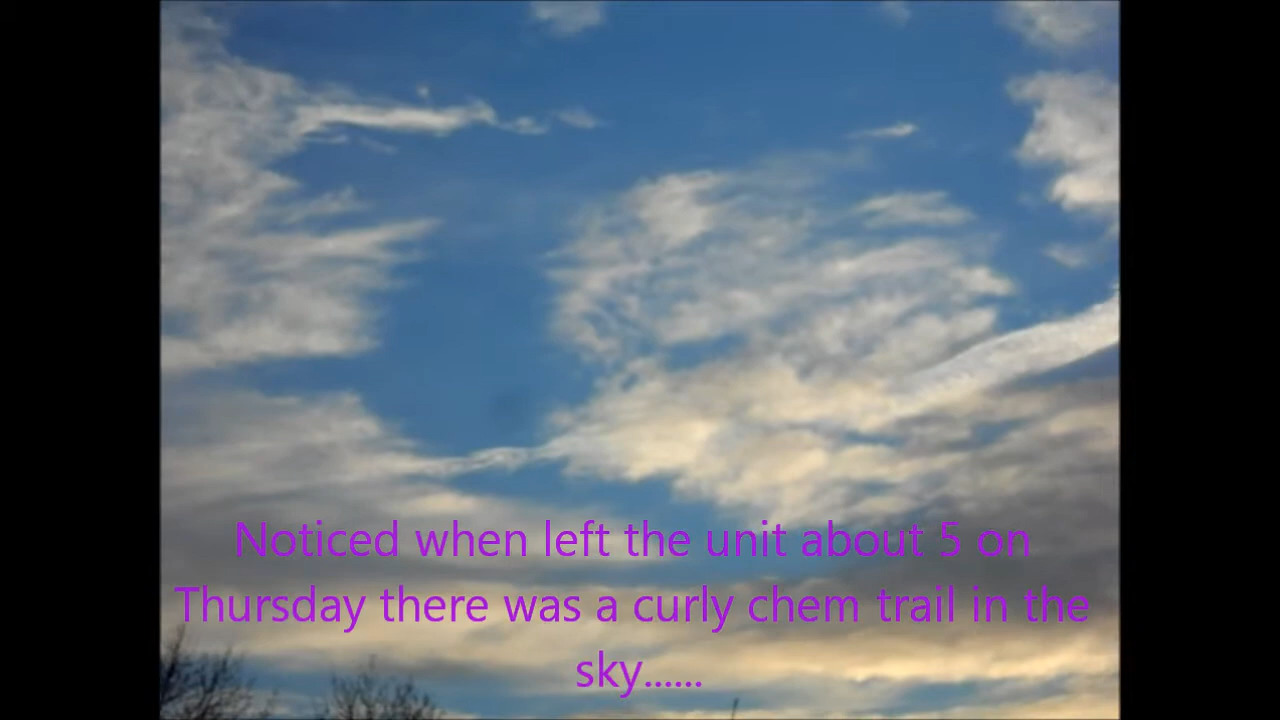 Noticed when left the unit about 5 on
Thursday there was a curly chem trail in the
sky......